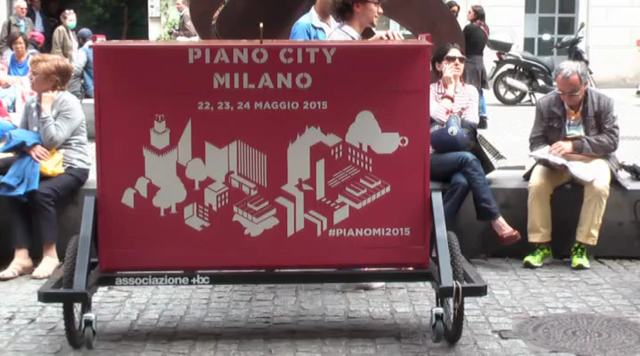 PIANO CITY
MILANO
22, 23, 24 MAGGIO 2015
#PIANOMI2015
associazione +bc